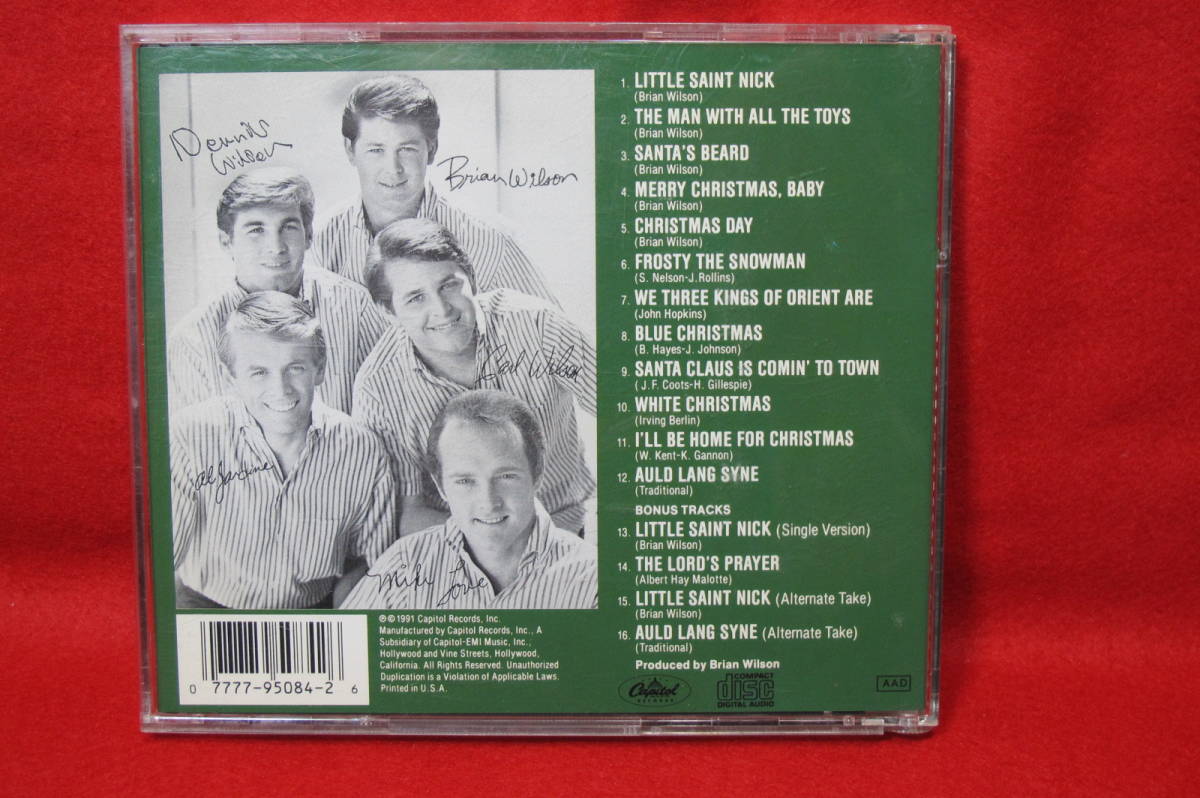 Dennis
Wilson
Brian Wilson
Carl Wilson
Al Jardine
Mike Love
1. LITTLE SAINT NICK
(Brian Wilson)
2. THE MAN WITH ALL THE TOYS
(Brian Wilson)
3. SANTA'S BEARD
(Brian Wilson)
4. MERRY CHRISTMAS, BABY
(Brian Wilson)
5. CHRISTMAS DAY
(Brian Wilson)
6. FROSTY THE SNOWMAN
(S. Nelson-J.Rollins)
7. WE THREE KINGS OF ORIENT ARE
(John Hopkins)
8. BLUE CHRISTMAS
(B. Hayes-J. Johnson)
9. SANTA CLAUS IS COMIN' TO TOWN
( J.F. Coots-H. Gillespie)
10. WHITE CHRISTMAS
(Irving Berlin)
11. I'LL BE HOME FOR CHRISTMAS
(W. Kent-K. Gannon)
12. AULD LANG SYNE
(Traditional)
BONUS TRACKS
13. LITTLE SAINT NICK (Single Version)
(Brian Wilson)
14. THE LORD'S PRAYER
(Albert Hay Malotte)
15. LITTLE SAINT NICK (Alternate Take)
(Brian Wilson)
16. AULD LANG SYNE (Alternate Take)
(Traditional)
Produced by Brian Wilson
℗©1991 Capitol Records, Inc.
Manufactured by Capitol Records, Inc., A
Subsidiary of Capitol-EMI Music, Inc.,
Hollywood and Vine Streets, Hollywood,
California. All Rights Reserved. Unauthorized
Duplication is a Violation of Applicable Laws.
Printed in U.S.A.
0 7777-95084-2 6
Capitol
RECORDS
COMPACT
disc
DIGITAL AUDIO
AAD